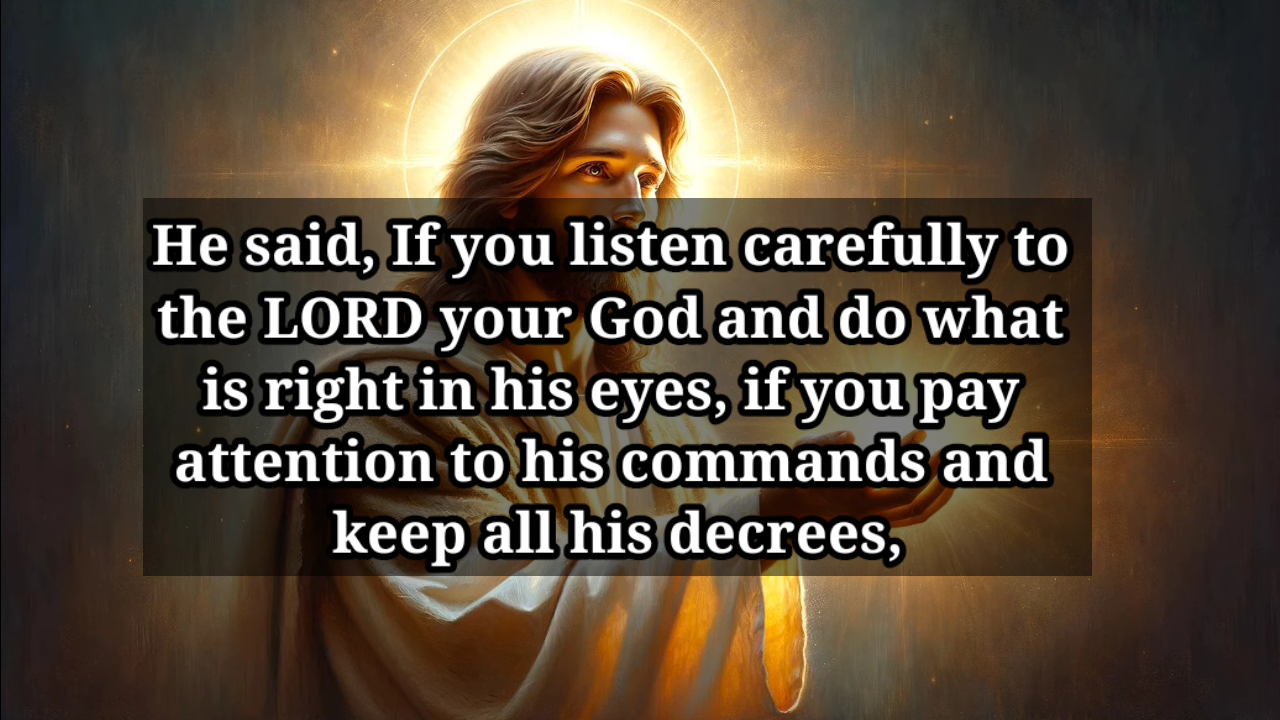 He said, If you listen carefully to
the LORD your God and do what
is right in his eyes, if you pay
attention to his commands and
keep all his decrees,